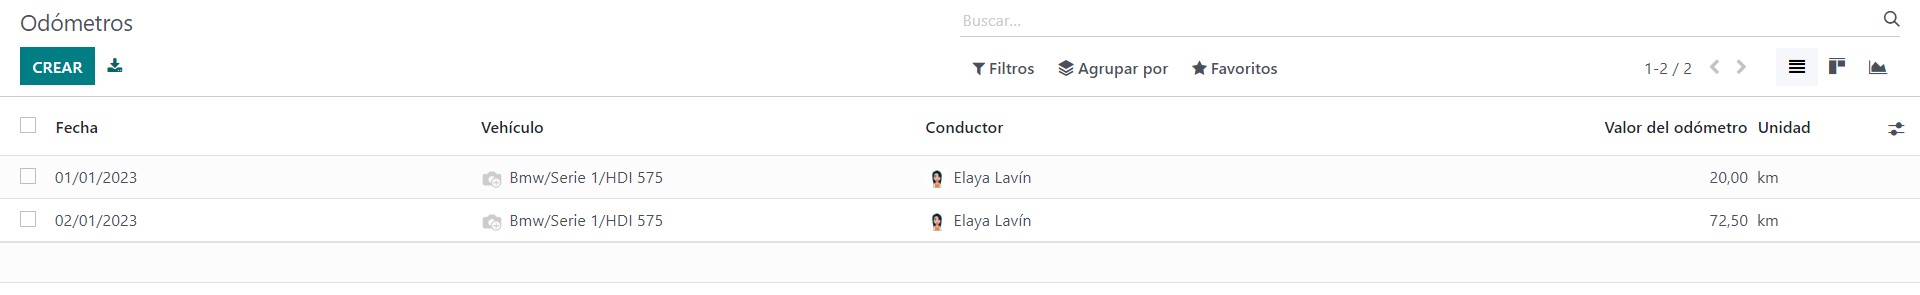 Odómetros
Buscar...
CREAR
Filtros Agrupar por Favoritos 1-2 / 2
Fecha Vehículo Conductor Valor del odómetro Unidad
01/01/2023 Bmw/Serie 1/HDI 575 Elaya Lavín 20,00 km
02/01/2023 Bmw/Serie 1/HDI 575 Elaya Lavín 72,50 km